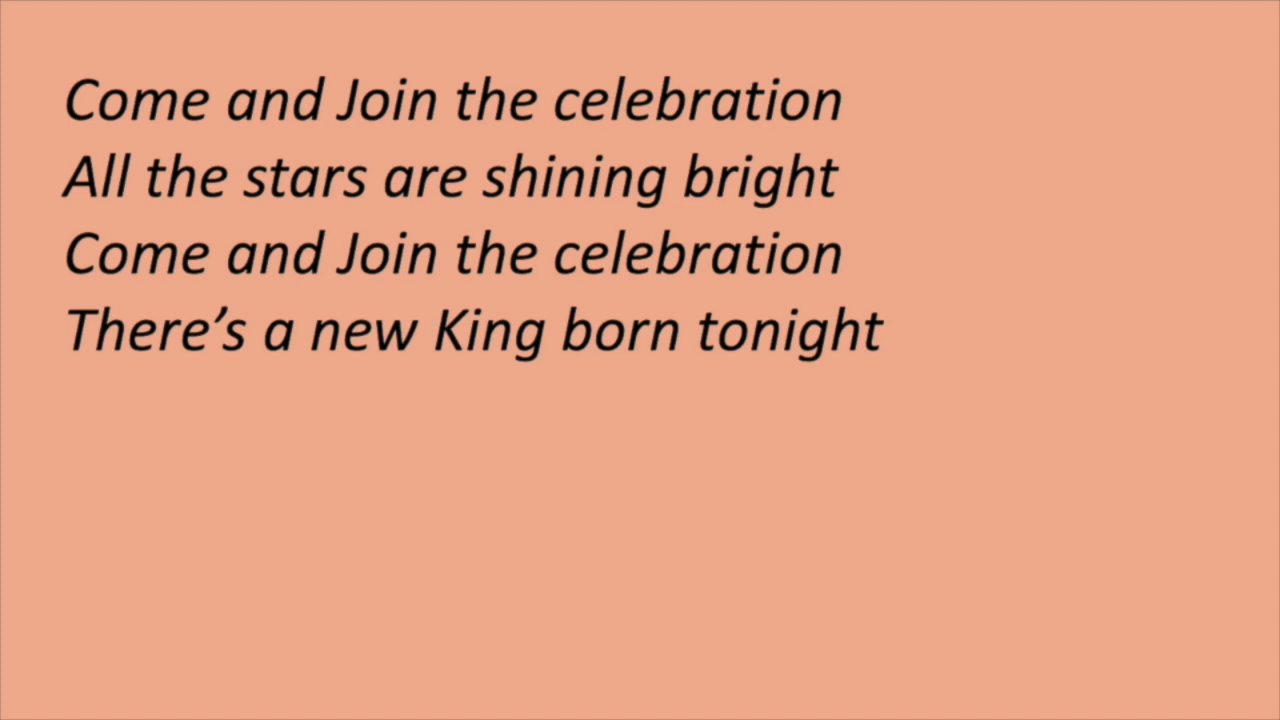 Come and Join the celebration
All the stars are shining bright
Come and Join the celebration
There’s a new King born tonight